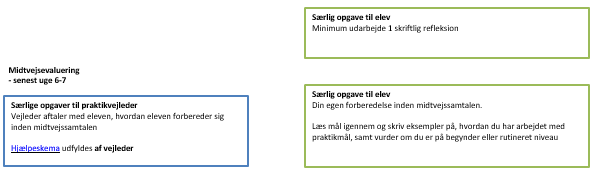 Særlig opgave til elev
Minimum udarbejde 1 skriftlig refleksion
Midtvejsevaluering
- senest uge 6-7
Særlige opgaver til praktikvejleder
Vejleder aftaler med eleven, hvordan eleven forbereder sig
inden midtvejssamtalen
Hjælpeskema udfyldes af vejleder
Særlig opgave til elev
Din egen forberedelse inden midtvejssamtalen.
Læs mål igennem og skriv eksempler på, hvordan du har arbejdet med
praktikmål, samt vurder om du er på begynder eller rutineret niveau